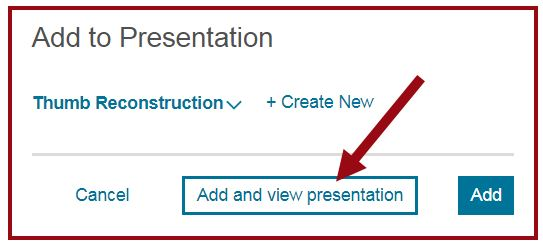 Add to Presentation
Thumb Reconstruction + Create New
Cancel Add and view presentation Add